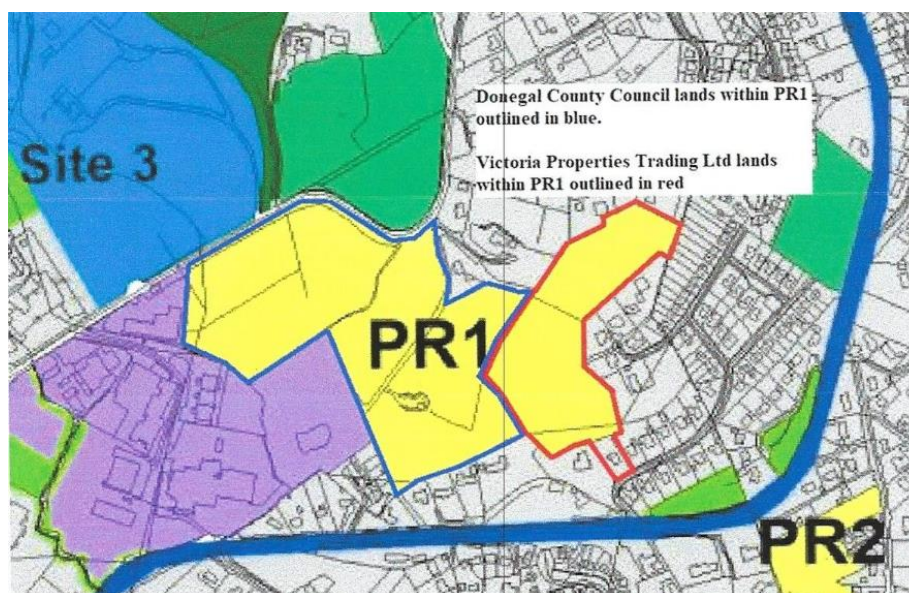 Donegal County Council lands within PR1
outlined in blue.
Victoria Properties Trading Ltd lands
within PR1 outlined in red
Site 3
PR1
PR2